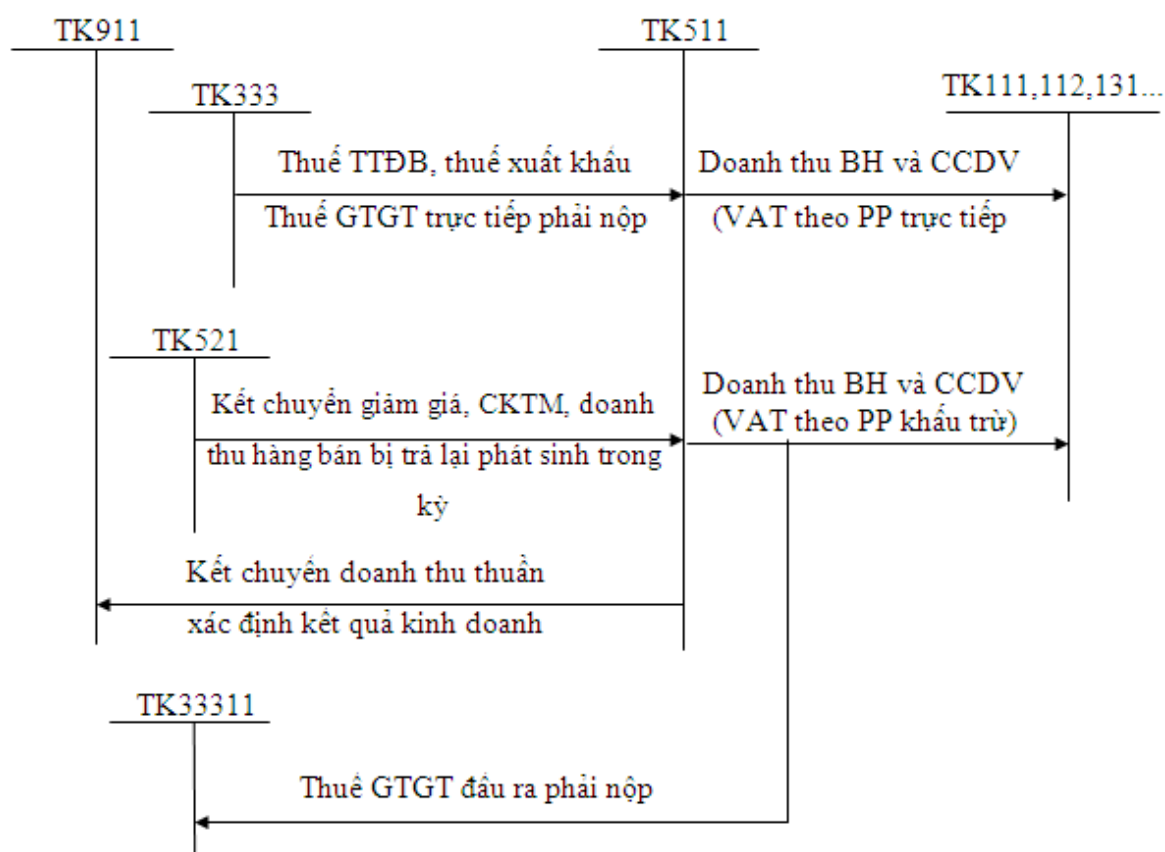 TK911
TK511
TK333
TK111,112,131...
Thuế TTĐB, thuế xuất khẩu
Thuế GTGT trực tiếp phải nộp
Doanh thu BH và CCDV
(VAT theo PP trực tiếp
TK521
Kết chuyển giảm giá, CKTM, doanh
thu hàng bán bị trả lại phát sinh trong
kỳ
Doanh thu BH và CCDV
(VAT theo PP khấu trừ)
Kết chuyển doanh thu thuần
xác định kết quả kinh doanh
TK33311
Thuế GTGT đầu ra phải nộp